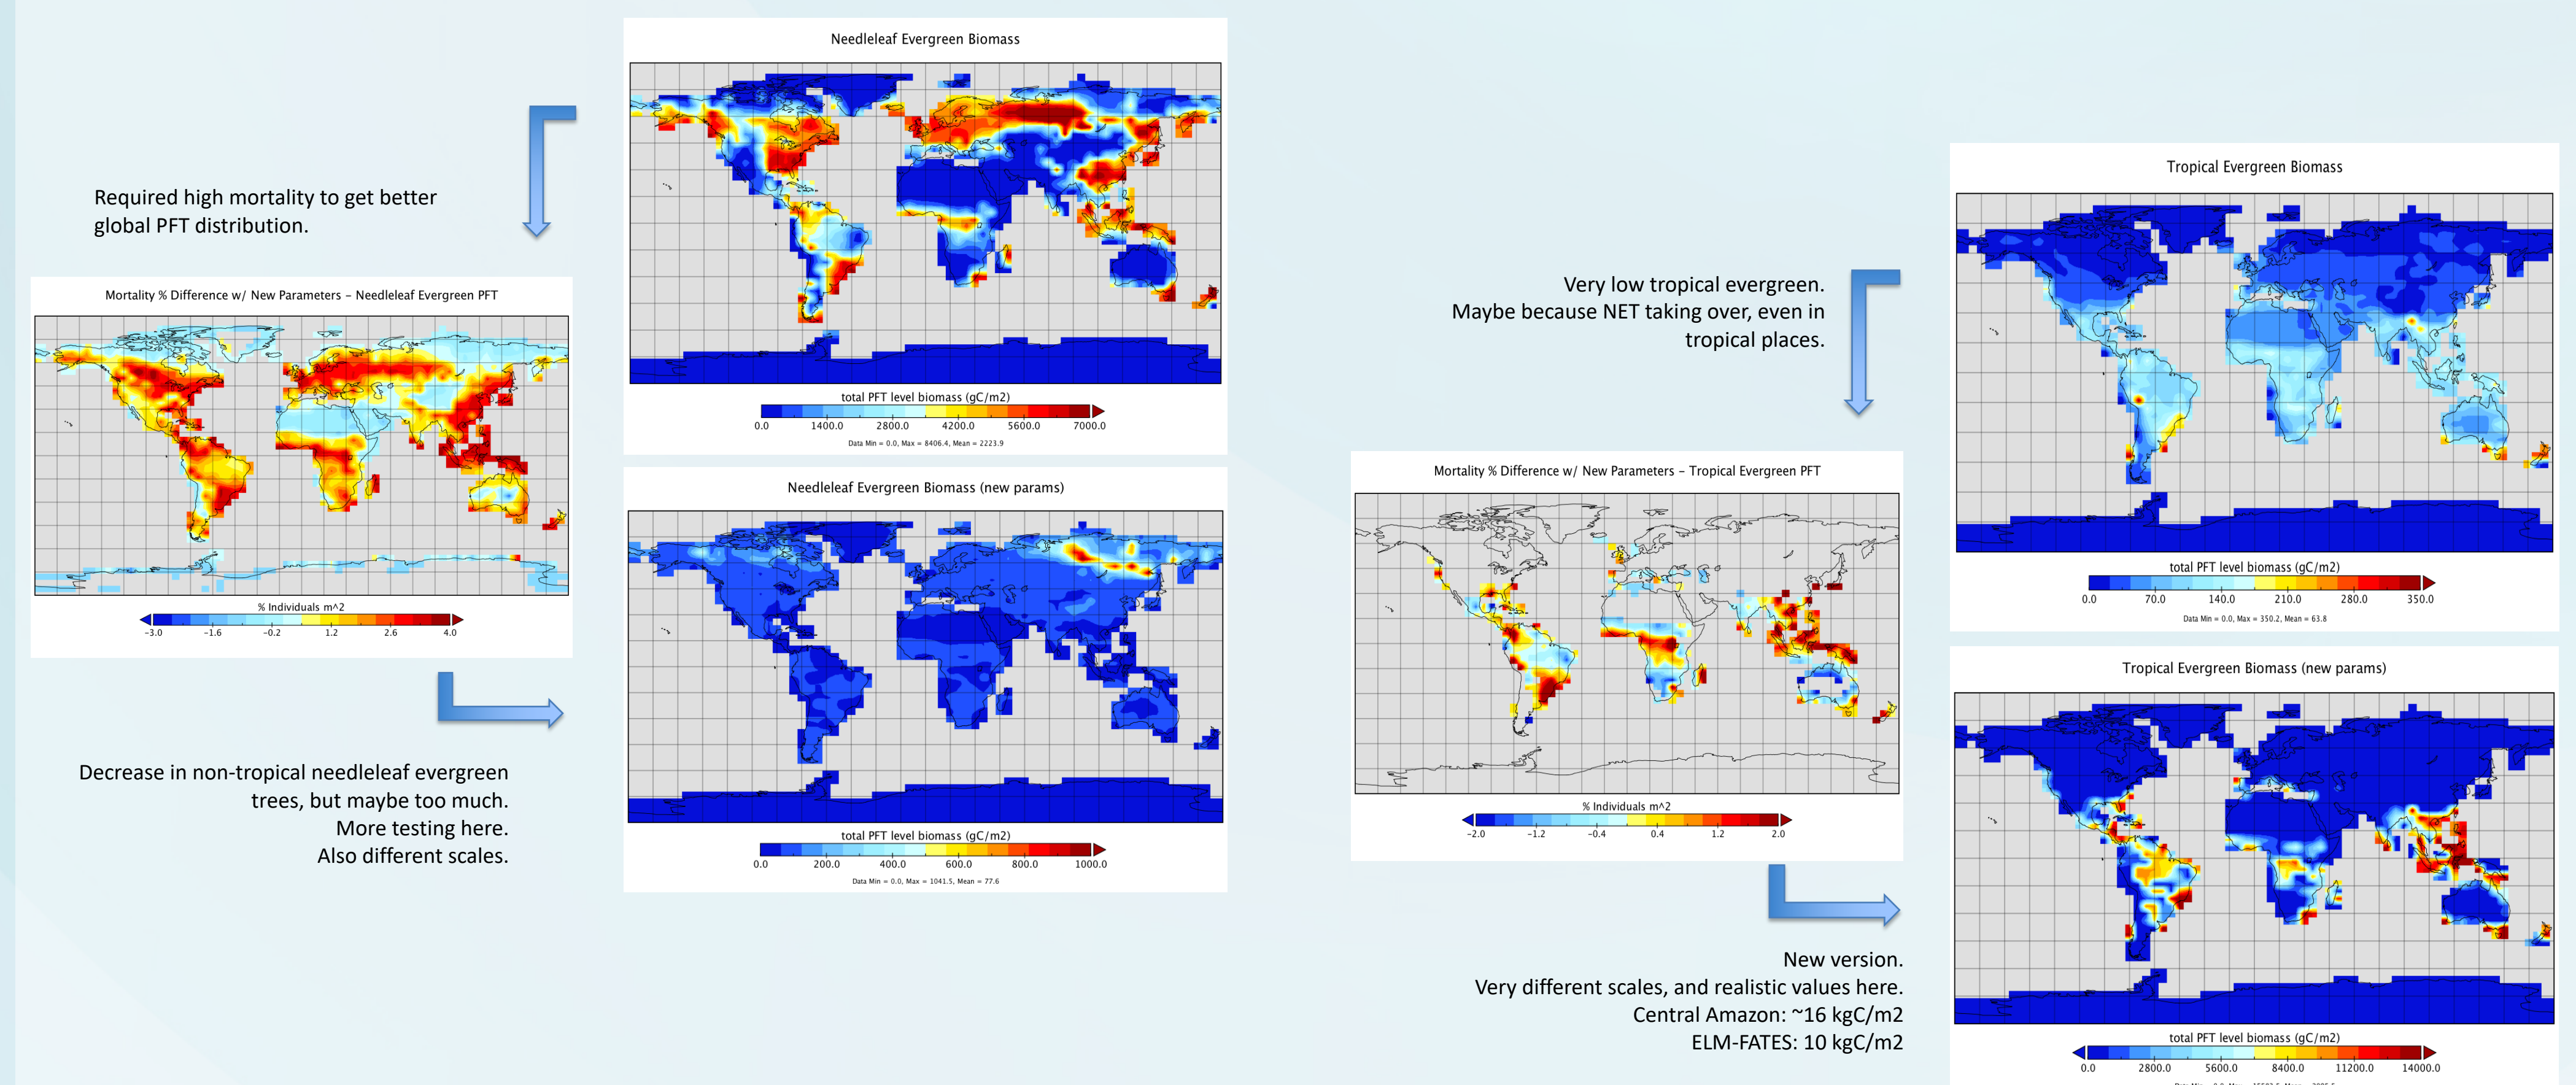 Needleleaf Evergreen Biomass
total PFT level biomass (gC/m2)
0.0 1400.0 2800.0 4200.0 5600.0 7000.0
Data Min = 0.0, Max = 8406.4, Mean = 2223.9
Required high mortality to get better
global PFT distribution.
Mortality % Difference w/ New Parameters – Needleleaf Evergreen PFT
% Individuals m^2
−3.0 −1.6 −0.2 1.2 2.6 4.0
Needleleaf Evergreen Biomass (new params)
total PFT level biomass (gC/m2)
0.0 200.0 400.0 600.0 800.0 1000.0
Data Min = 0.0, Max = 1041.5, Mean = 77.6
Decrease in non-tropical needleleaf evergreen
trees, but maybe too much.
More testing here.
Also different scales.
Tropical Evergreen Biomass
total PFT level biomass (gC/m2)
0.0 70.0 140.0 210.0 280.0 350.0
Data Min = 0.0, Max = 350.2, Mean = 63.8
Very low tropical evergreen.
Maybe because NET taking over, even in
tropical places.
Mortality % Difference w/ New Parameters – Tropical Evergreen PFT
% Individuals m^2
−2.0 −1.2 −0.4 0.4 1.2 2.0
Tropical Evergreen Biomass (new params)
total PFT level biomass (gC/m2)
0.0 2800.0 5600.0 8400.0 11200.0 14000.0
New version.
Very different scales, and realistic values here.
Central Amazon: ~16 kgC/m2
ELM-FATES: 10 kgC/m2